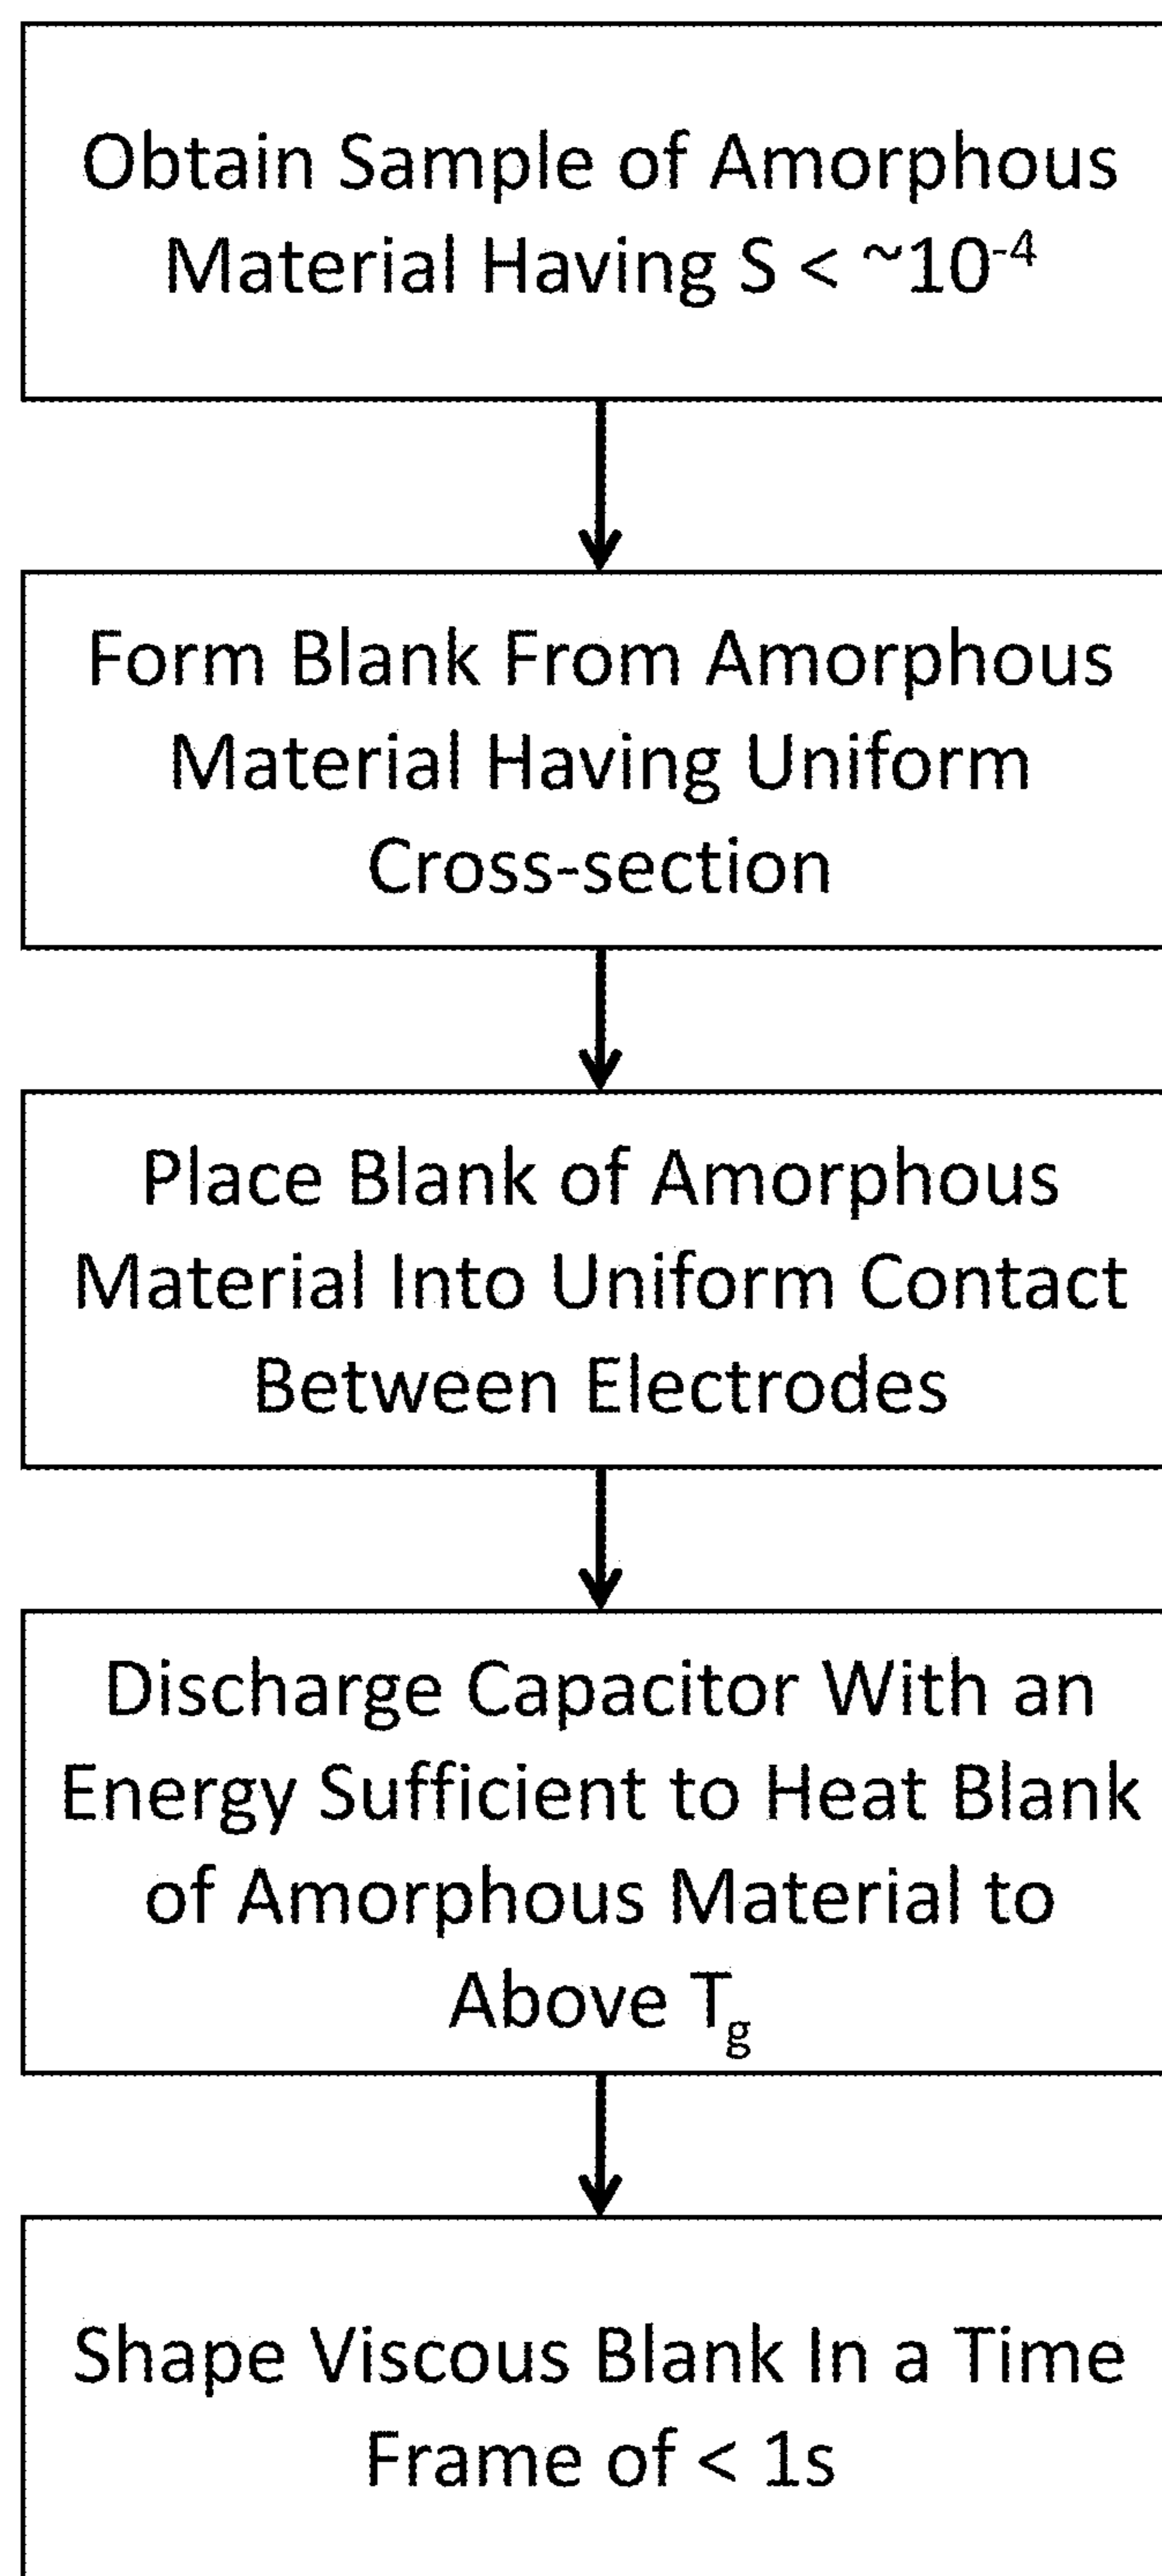 Obtain Sample of Amorphous
Material Having S < ~10⁻⁴
Form Blank From Amorphous
Material Having Uniform
Cross-section
Place Blank of Amorphous
Material Into Uniform Contact
Between Electrodes
Discharge Capacitor With an
Energy Sufficient to Heat Blank
of Amorphous Material to
Above Tg
Shape Viscous Blank In a Time
Frame of < 1s